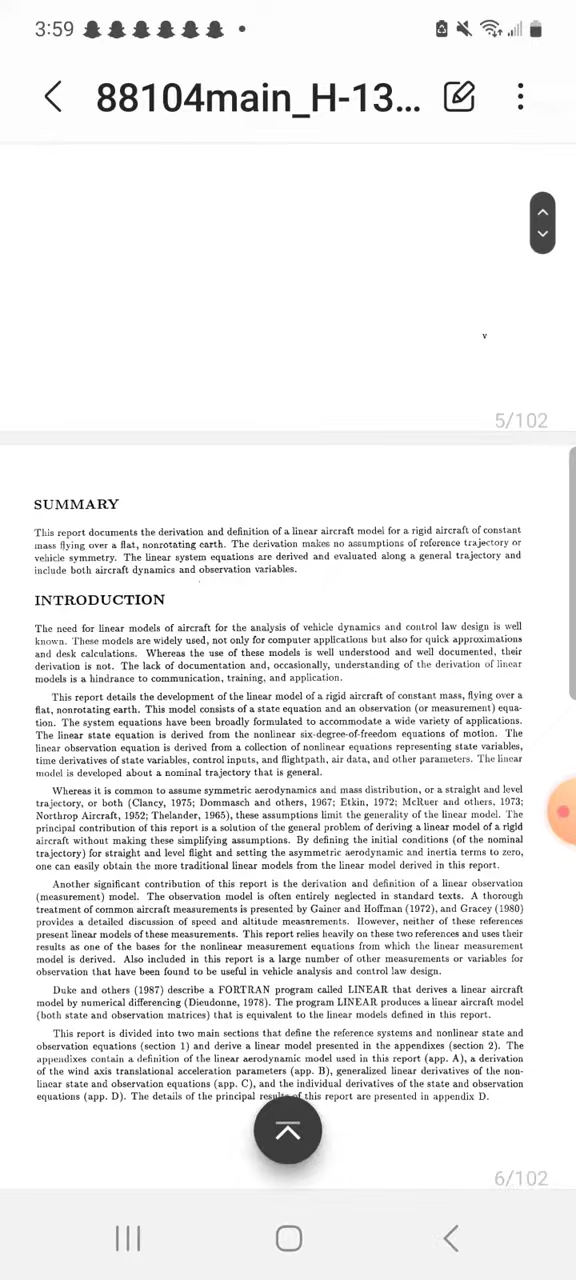 3:59
88104main_H-13...
v
5/102
SUMMARY
This report documents the derivation and definition of a linear aircraft model for a rigid aircraft of constant
mass flying over a flat, nonrotating earth. The derivation makes no assumptions of reference trajectory or
vehicle symmetry. The linear system equations are derived and evaluated along a general trajectory and
include both aircraft dynamics and observation variables.
INTRODUCTION
The need for linear models of aircraft for the analysis of vehicle dynamics and control law design is well
known. These models are widely used, not only for computer applications but also for quick approximations
and desk calculations. Whereas the use of these models is well understood and well documented, their
derivation is not. The lack of documentation and, occasionally, understanding of the derivation of linear
models is a hindrance to communication, training, and application.
This report details the development of the linear model of a rigid aircraft of constant mass, flying over a
flat, nonrotating earth. This model consists of a state equation and an observation (or measurement) equa-
tion. The system equations have been broadly formulated to accommodate a wide variety of applications.
The linear state equation is derived from the nonlinear six-degree-of-freedom equations of motion. The
linear observation equation is derived from a collection of nonlinear equations representing state variables,
time derivatives of state variables, control inputs, and flightpath, air data, and other parameters. The linear
model is developed about a nominal trajectory that is general.
Whereas it is common to assume symmetric aerodynamics and mass distribution, or a straight and level
trajectory, or both (Clancy, 1975; Dommasch and others, 1967; Etkin, 1972; McRuer and others, 1973;
Northrop Aircraft, 1952; Thelander, 1965), these assumptions limit the generality of the linear model. The
principal contribution of this report is a solution of the general problem of deriving a linear model of a rigid
aircraft without making these simplifying assumptions. By defining the initial conditions (of the nominal
trajectory) for straight and level flight and setting the asymmetric aerodynamic and inertia terms to zero,
one can easily obtain the more traditional linear models from the linear model derived in this report.
Another significant contribution of this report is the derivation and definition of a linear observation
(measurement) model. The observation model is often entirely neglected in standard texts. A thorough
treatment of common aircraft measurements is presented by Gainer and Hoffman (1972), and Gracey (1980)
provides a detailed discussion of speed and altitude measurements. However, neither of these references
present linear models of these measurements. This report relies heavily on these two references and uses their
results as one of the bases for the nonlinear measurement equations from which the linear measurement
model is derived. Also included in this report is a large number of other measurements or variables for
observation that have been found to be useful in vehicle analysis and control law design.
Duke and others (1987) describe a FORTRAN program called LINEAR that derives a linear aircraft
model by numerical differencing (Dieudonne, 1978). The program LINEAR produces a linear aircraft model
(both state and observation matrices) that is equivalent to the linear models defined in this report.
This report is divided into two main sections that define the reference systems and nonlinear state and
observation equations (section 1) and derive a linear model presented in the appendixes (section 2). The
appendixes contain a definition of the linear aerodynamic model used in this report (app. A), a derivation
of the wind axis translational acceleration parameters (app. B), generalized linear derivatives of the non-
linear state and observation equations (app. C), and the individual derivatives of the state and observation
equations (app. D). The details of the principal results of this report are presented in appendix D.
6/102